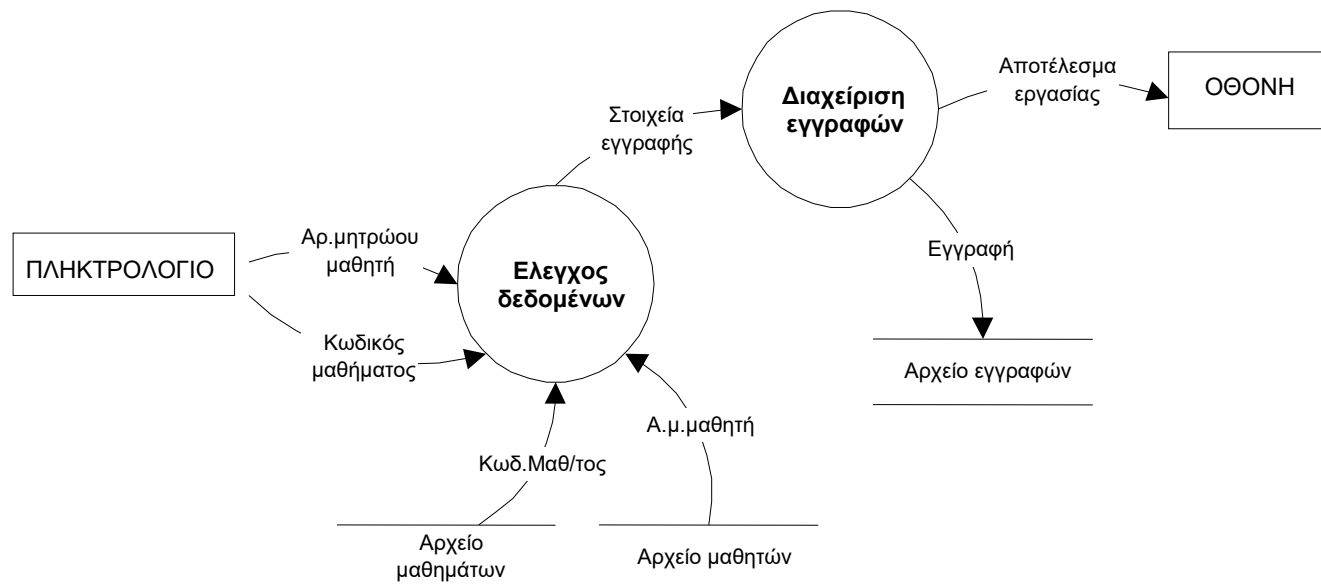 Διαχείριση
εγγραφών
Αποτέλεσμα
εργασίας
ΟΘΟΝΗ
Στοιχεία
εγγραφής
ΠΛΗΚΤΡΟΛΟΓΙΟ
Αρ.μητρώου
μαθητή
Ελεγχος
δεδομένων
Εγγραφή
Κωδικός
μαθήματος
Αρχείο εγγραφών
Α.μ.μαθητή
Κωδ.Μαθ/τος
Αρχείο
μαθημάτων
Αρχείο μαθητών